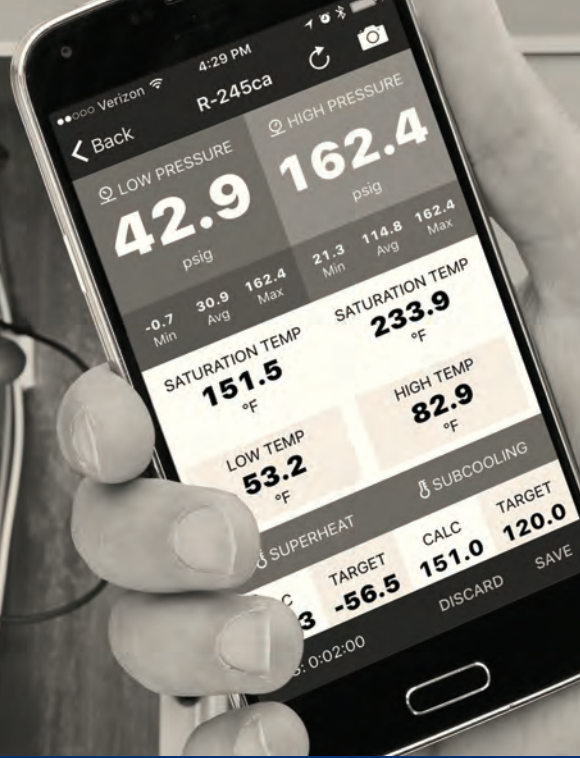 Verizon 4:29 PM
Back R-245ca
LOW PRESSURE HIGH PRESSURE
42.9 162.4
psig psig
-0.7 30.9 162.4 21.3 114.8 162.4
Min Avg Max Min Avg Max
SATURATION TEMP SATURATION TEMP
151.5 233.9
°F °F
LOW TEMP HIGH TEMP
53.2 82.9
°F °F
SUPERHEAT SUBCOOLING
C TARGET CALC TARGET
3 -56.5 151.0 120.0
S: 0:02:00 DISCARD SAVE